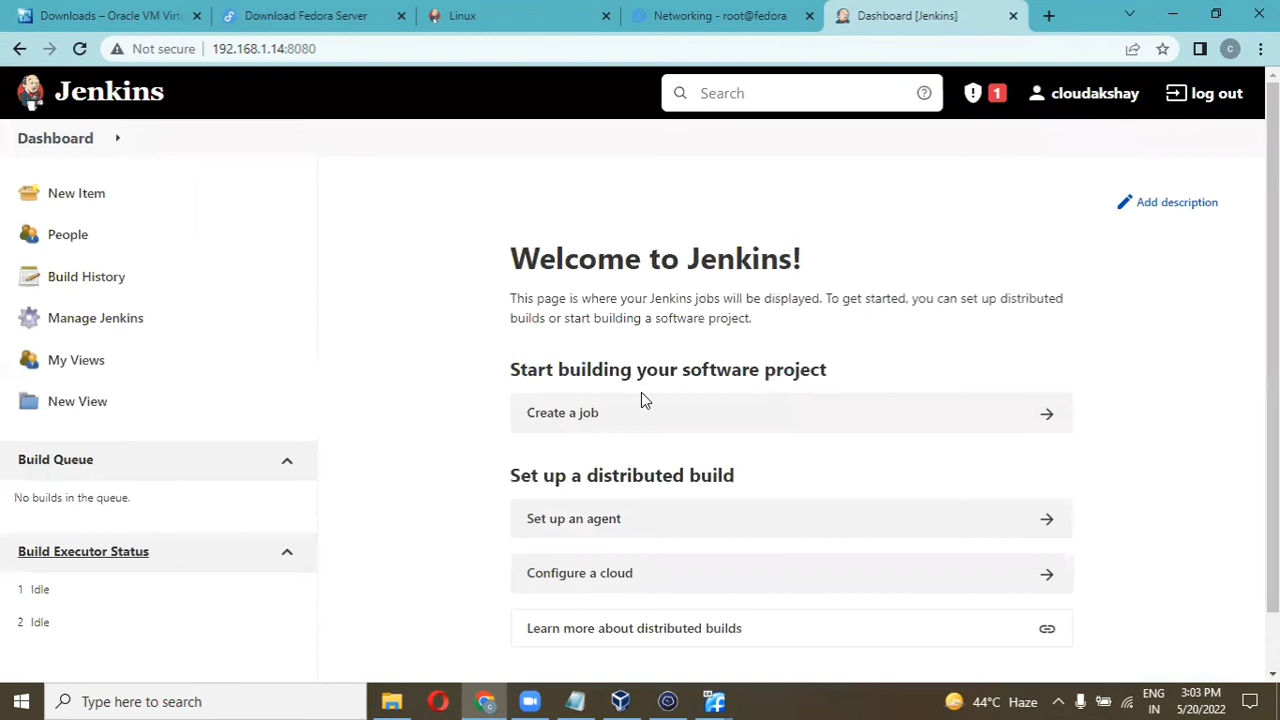 Downloads – Oracle VM Virtu
Download Fedora Server
Linux
Networking - root@fedora
Dashboard [Jenkins]
Not secure
192.168.1.14:8080
C
Jenkins
Search
1
cloudakshay
log out
Dashboard
New Item
People
Build History
Manage Jenkins
My Views
New View
Build Queue
No builds in the queue.
Build Executor Status
1 Idle
2 Idle
Add description
Welcome to Jenkins!
This page is where your Jenkins jobs will be displayed. To get started, you can set up distributed
builds or start building a software project.
Start building your software project
Create a job
Set up a distributed build
Set up an agent
Configure a cloud
Learn more about distributed builds
Type here to search
44°C Haze
ENG
IN
3:03 PM
5/20/2022